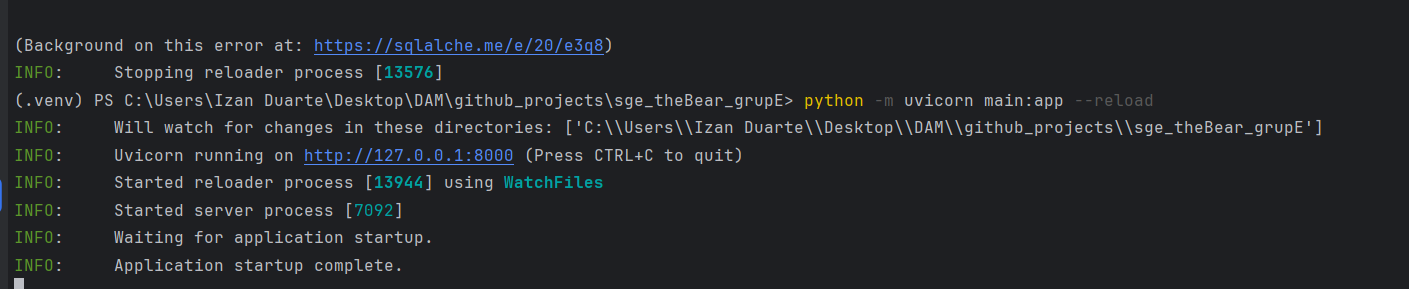 (Background on this error at: https://sqlalche.me/e/20/e3q8)
INFO:     Stopping reloader process [13576]
(.venv) PS C:\Users\Izan Duarte\Desktop\DAM\github_projects\sge_theBear_grupE> python -m uvicorn main:app --reload
INFO:     Will watch for changes in these directories: ['C:\\Users\\Izan Duarte\\Desktop\\DAM\\github_projects\\sge_theBear_grupE']
INFO:     Uvicorn running on http://127.0.0.1:8000 (Press CTRL+C to quit)
INFO:     Started reloader process [13944] using WatchFiles
INFO:     Started server process [7092]
INFO:     Waiting for application startup.
INFO:     Application startup complete.